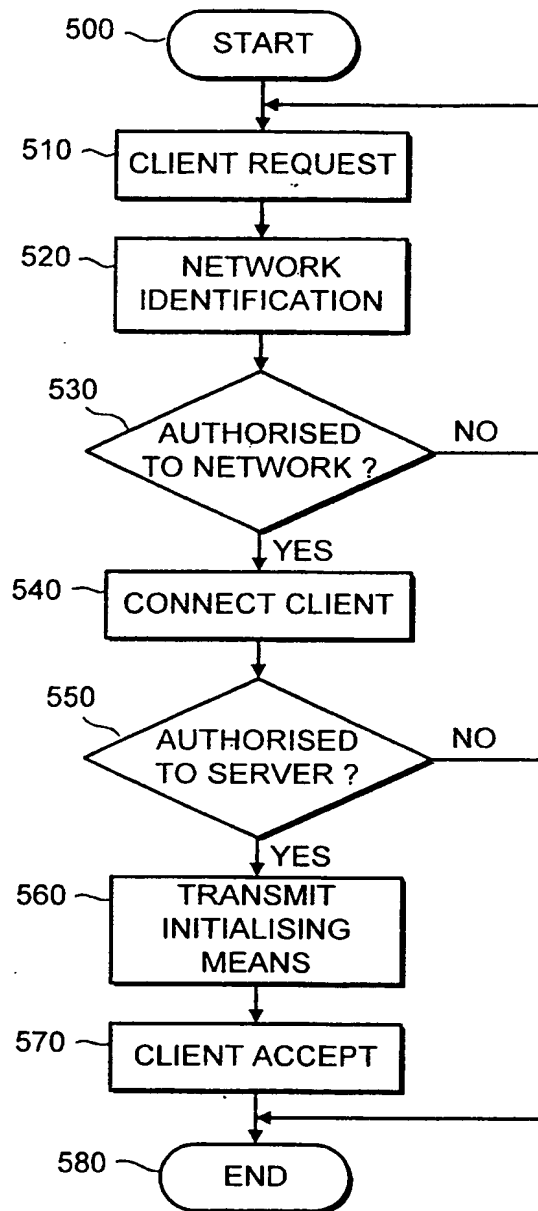 500
START
510
CLIENT REQUEST
520
NETWORK
IDENTIFICATION
530
AUTHORISED
TO NETWORK ?
NO
YES
540
CONNECT CLIENT
550
AUTHORISED
TO SERVER ?
NO
YES
560
TRANSMIT
INITIALISING
MEANS
570
CLIENT ACCEPT
580
END